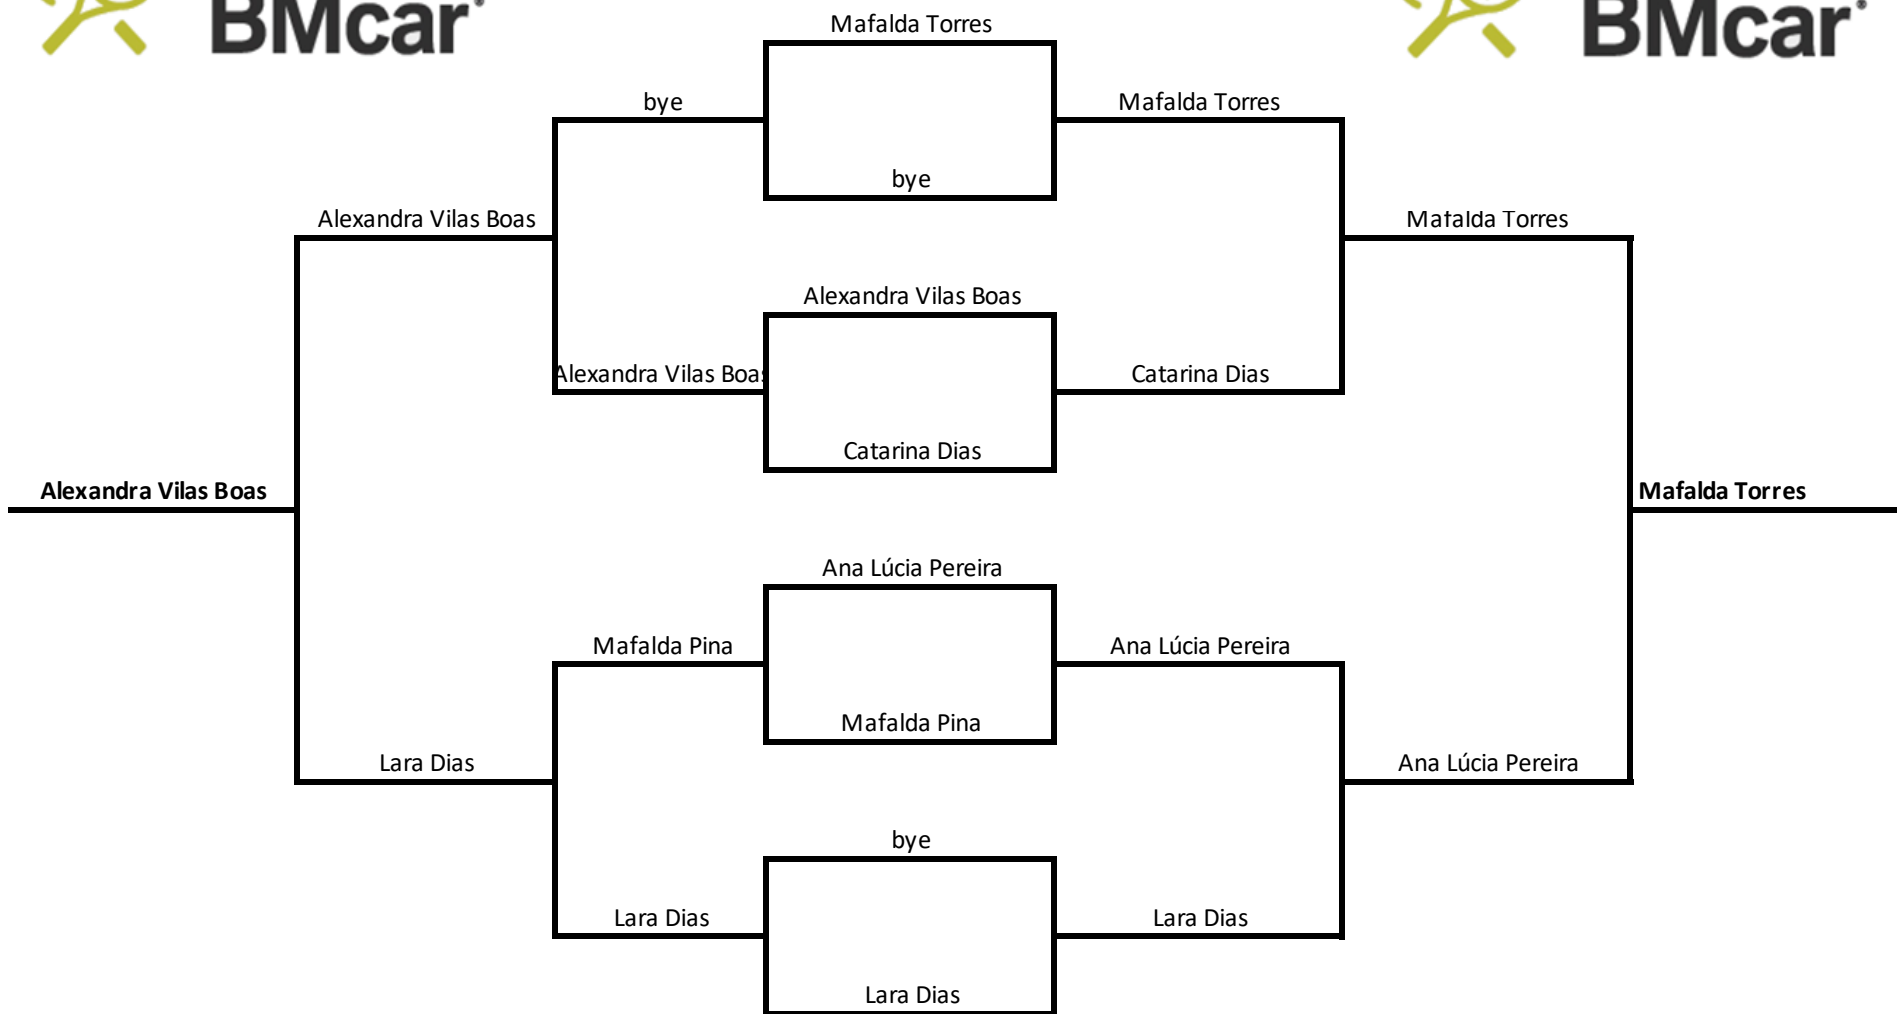 BMcar®
BMcar®
Mafalda Torres
bye
Mafalda Torres
bye
Alexandra Vilas Boas
Mafalda Torres
Alexandra Vilas Boas
Alexandra Vilas Boas
Catarina Dias
Catarina Dias
Alexandra Vilas Boas
Mafalda Torres
Ana Lúcia Pereira
Mafalda Pina
Ana Lúcia Pereira
Mafalda Pina
Lara Dias
Ana Lúcia Pereira
bye
Lara Dias
Lara Dias
Lara Dias